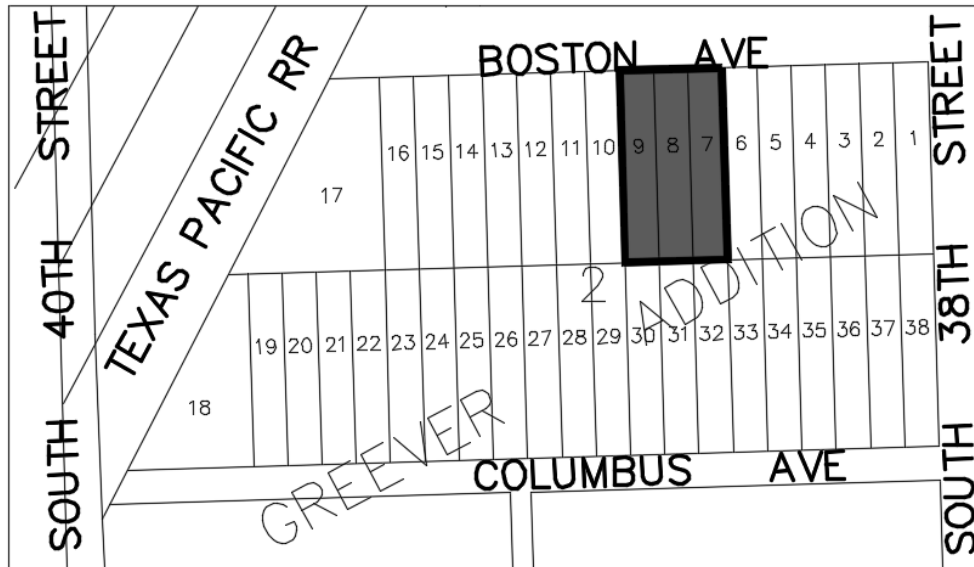 BOSTON AVE
SOUTH 40TH STREET
TEXAS PACIFIC RR
SOUTH 38TH STREET
17 16 15 14 13 12 11 10 9 8 7 6 5 4 3 2 1
2
GREEVER ADDITION
18 19 20 21 22 23 24 25 26 27 28 29 30 31 32 33 34 35 36 37 38
COLUMBUS AVE